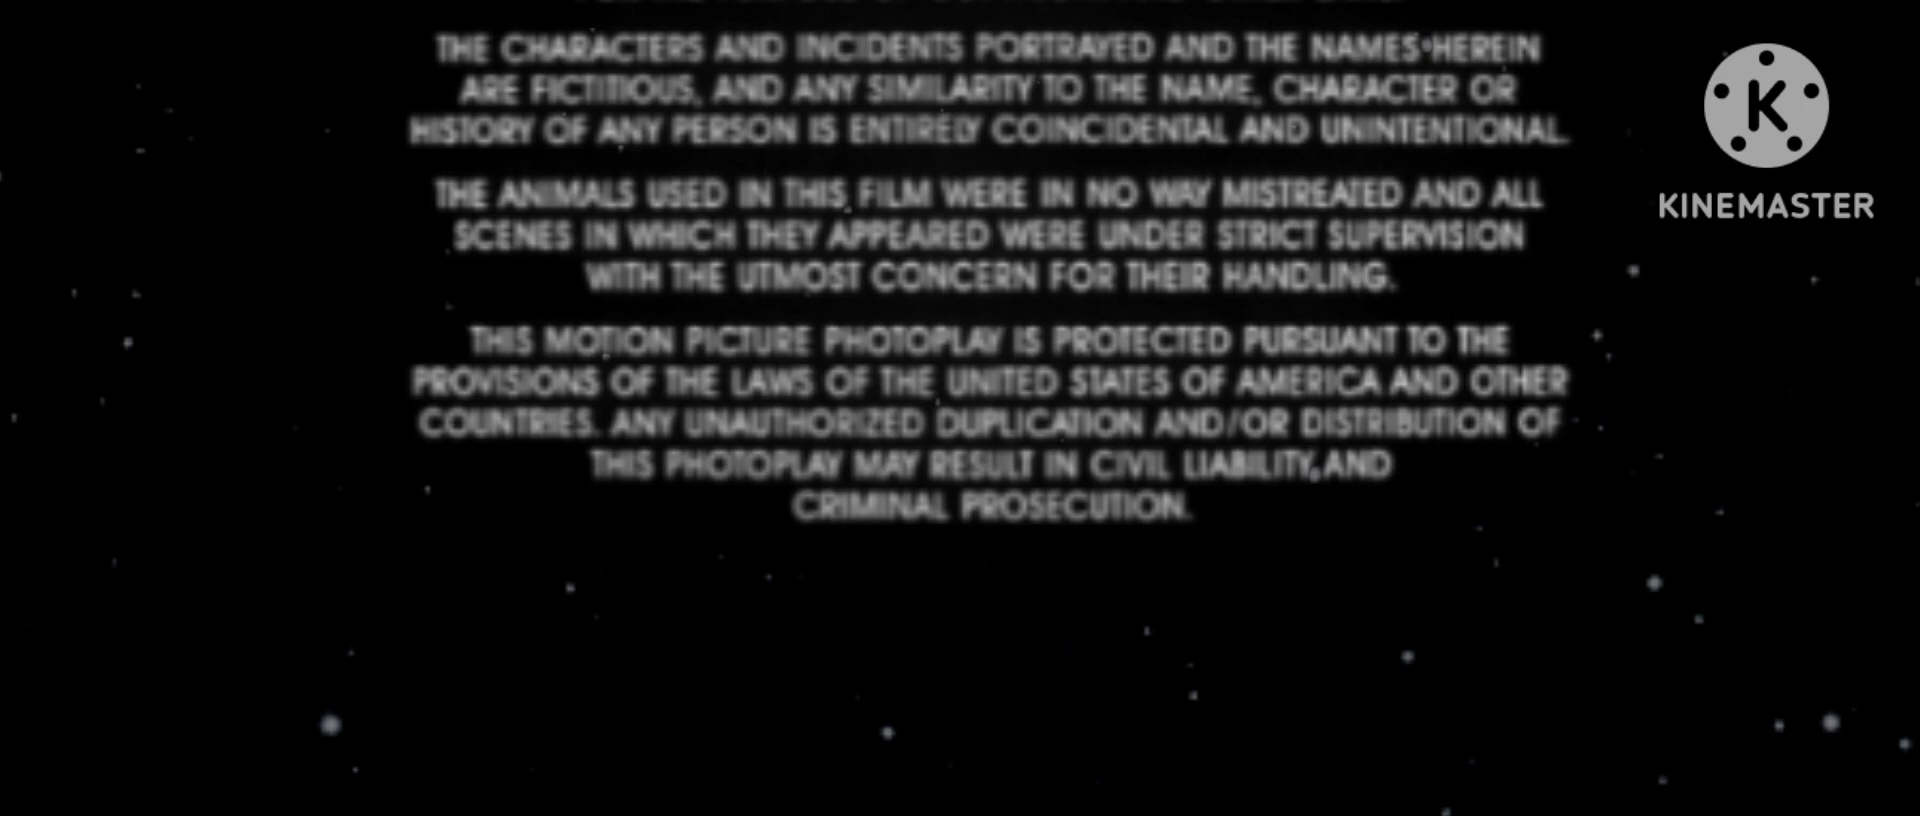 THE CHARACTERS AND INCIDENTS PORTRAYED AND THE NAMES HEREIN
ARE FICTITIOUS, AND ANY SIMILARITY TO THE NAME, CHARACTER OR
HISTORY OF ANY PERSON IS ENTIRELY COINCIDENTAL AND UNINTENTIONAL.
THE ANIMALS USED IN THIS FILM WERE IN NO WAY MISTREATED AND ALL
SCENES IN WHICH THEY APPEARED WERE UNDER STRICT SUPERVISION
WITH THE UTMOST CONCERN FOR THEIR HANDLING.
THIS MOTION PICTURE PHOTOPLAY IS PROTECTED PURSUANT TO THE
PROVISIONS OF THE LAWS OF THE UNITED STATES OF AMERICA AND OTHER
COUNTRIES. ANY UNAUTHORIZED DUPLICATION AND/OR DISTRIBUTION OF
THIS PHOTOPLAY MAY RESULT IN CIVIL LIABILITY AND
CRIMINAL PROSECUTION.
K
KINEMASTER